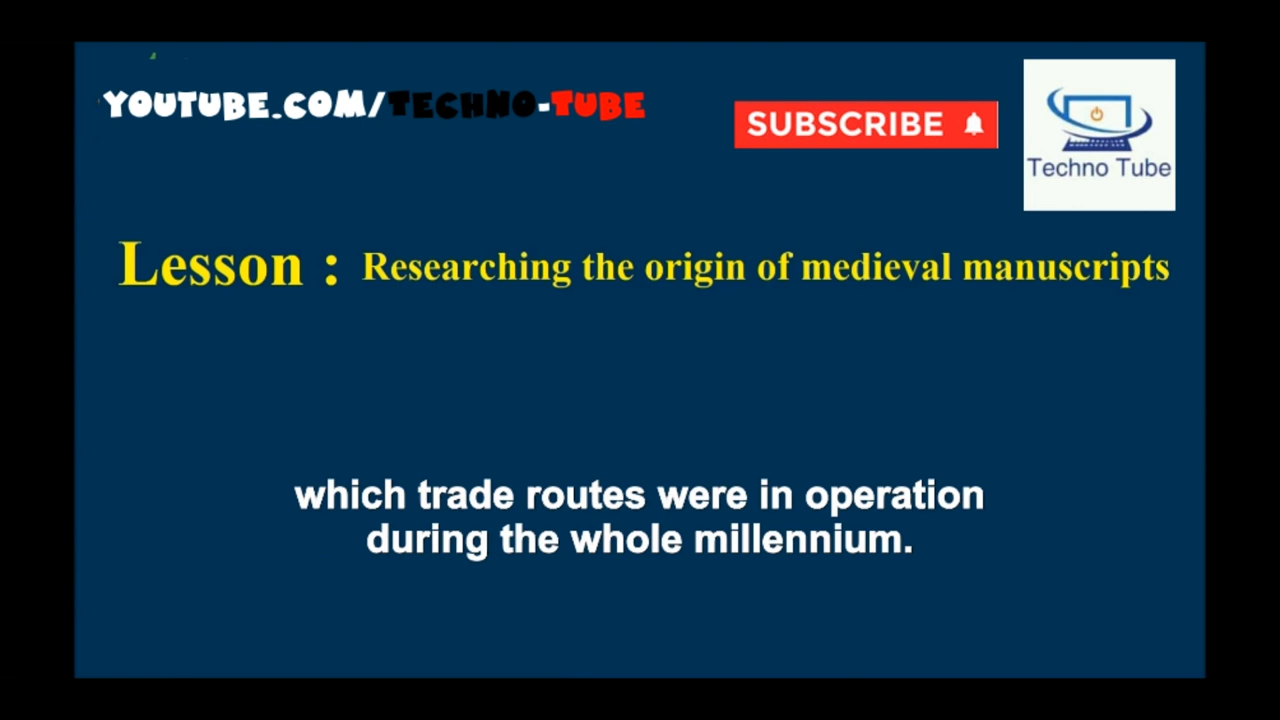 YOUTUBE.COM/TECHNO-TUBE
SUBSCRIBE
Techno Tube
Lesson : Researching the origin of medieval manuscripts
which trade routes were in operation
during the whole millennium.